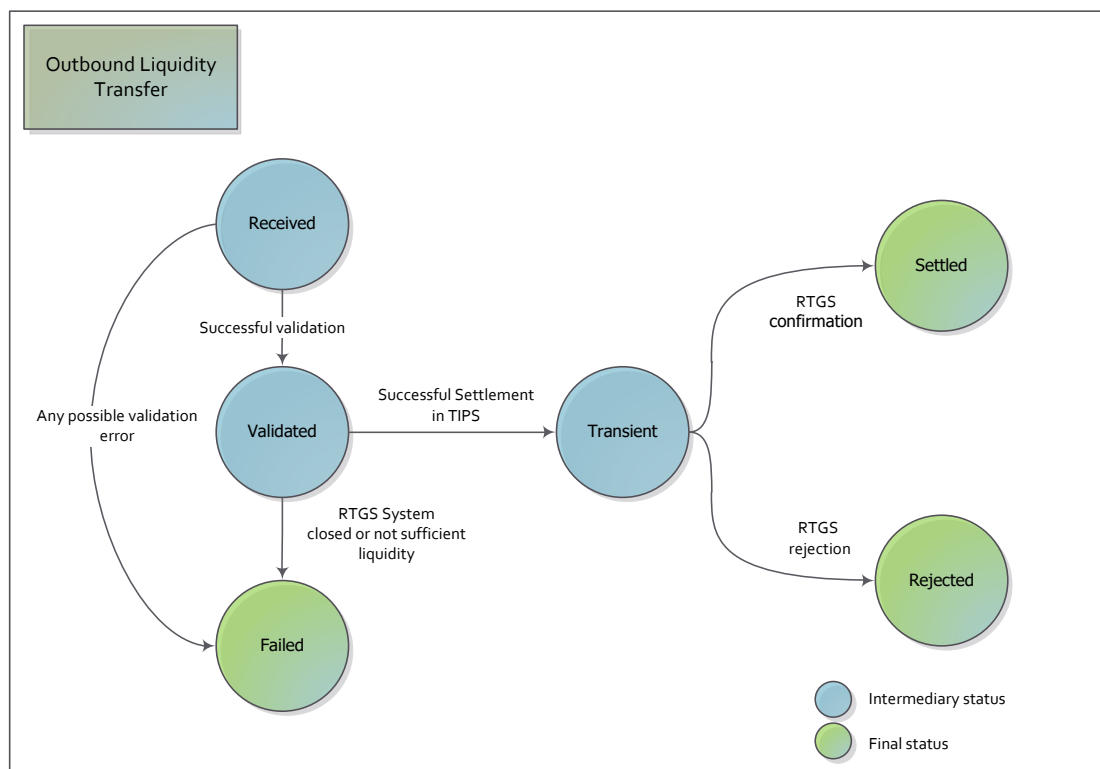 Outbound Liquidity
Transfer
Received
Successful validation
Any possible validation
error
Validated
Successful Settlement
in TIPS
Transient
RTGS
confirmation
Settled
RTGS System
closed or not sufficient
liquidity
RTGS
rejection
Rejected
Failed
Intermediary status
Final status